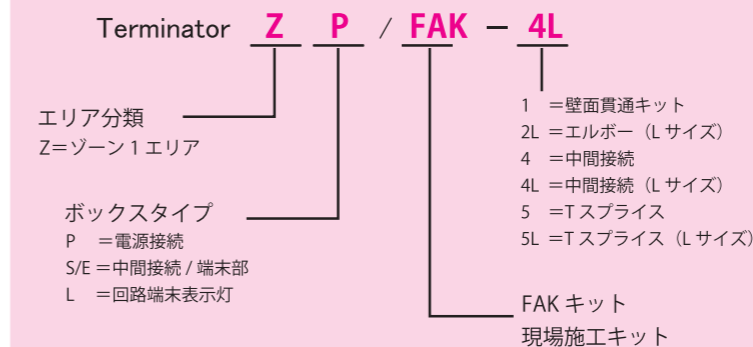 Terminator Z P / FAK － 4L
エリア分類
Z＝ゾーン 1 エリア
ボックスタイプ
P ＝電源接続
S/E ＝中間接続 / 端末部
L ＝回路端末表示灯
1 ＝壁面貫通キット
2L ＝エルボー（L サイズ）
4 ＝中間接続
4L ＝中間接続（L サイズ）
5 ＝T スプライス
5L ＝T スプライス（L サイズ）
FAK キット
現場施工キット